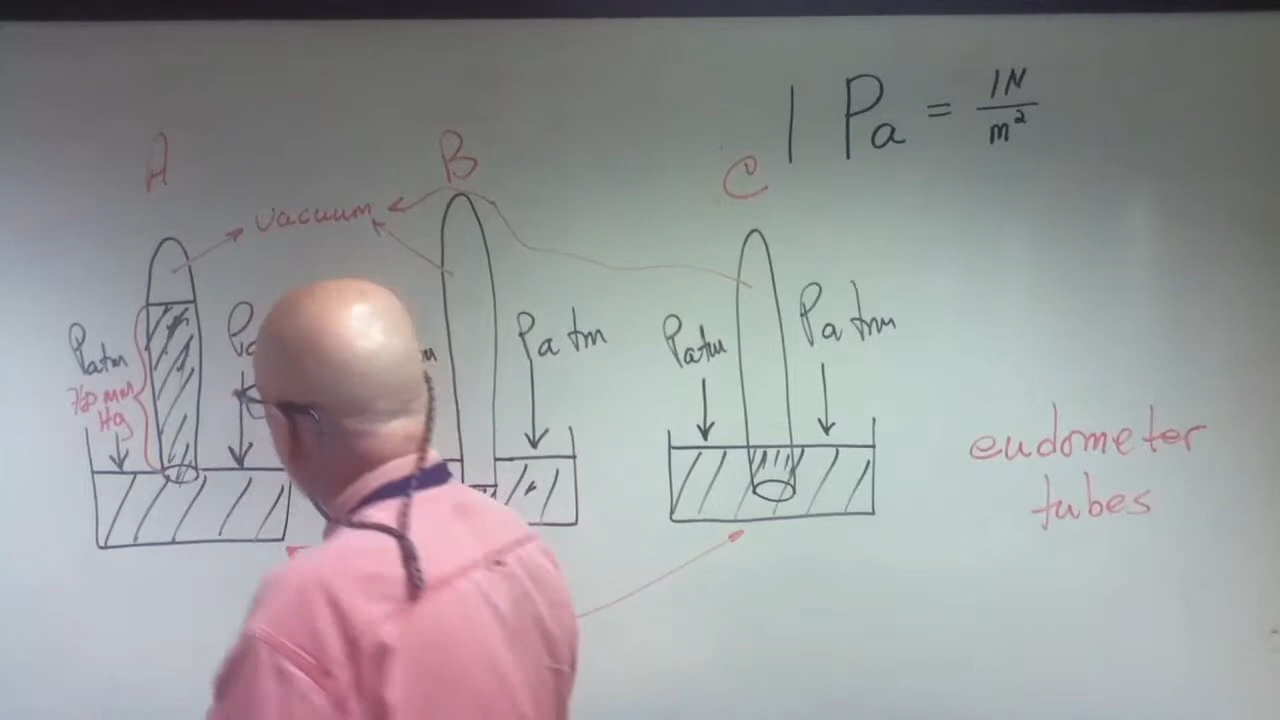 1 Pa = 1N/m²
A
B
C
vacuum
Patm
760 mm
Hg
Patm
Patm
Patm
eudometer
tubes